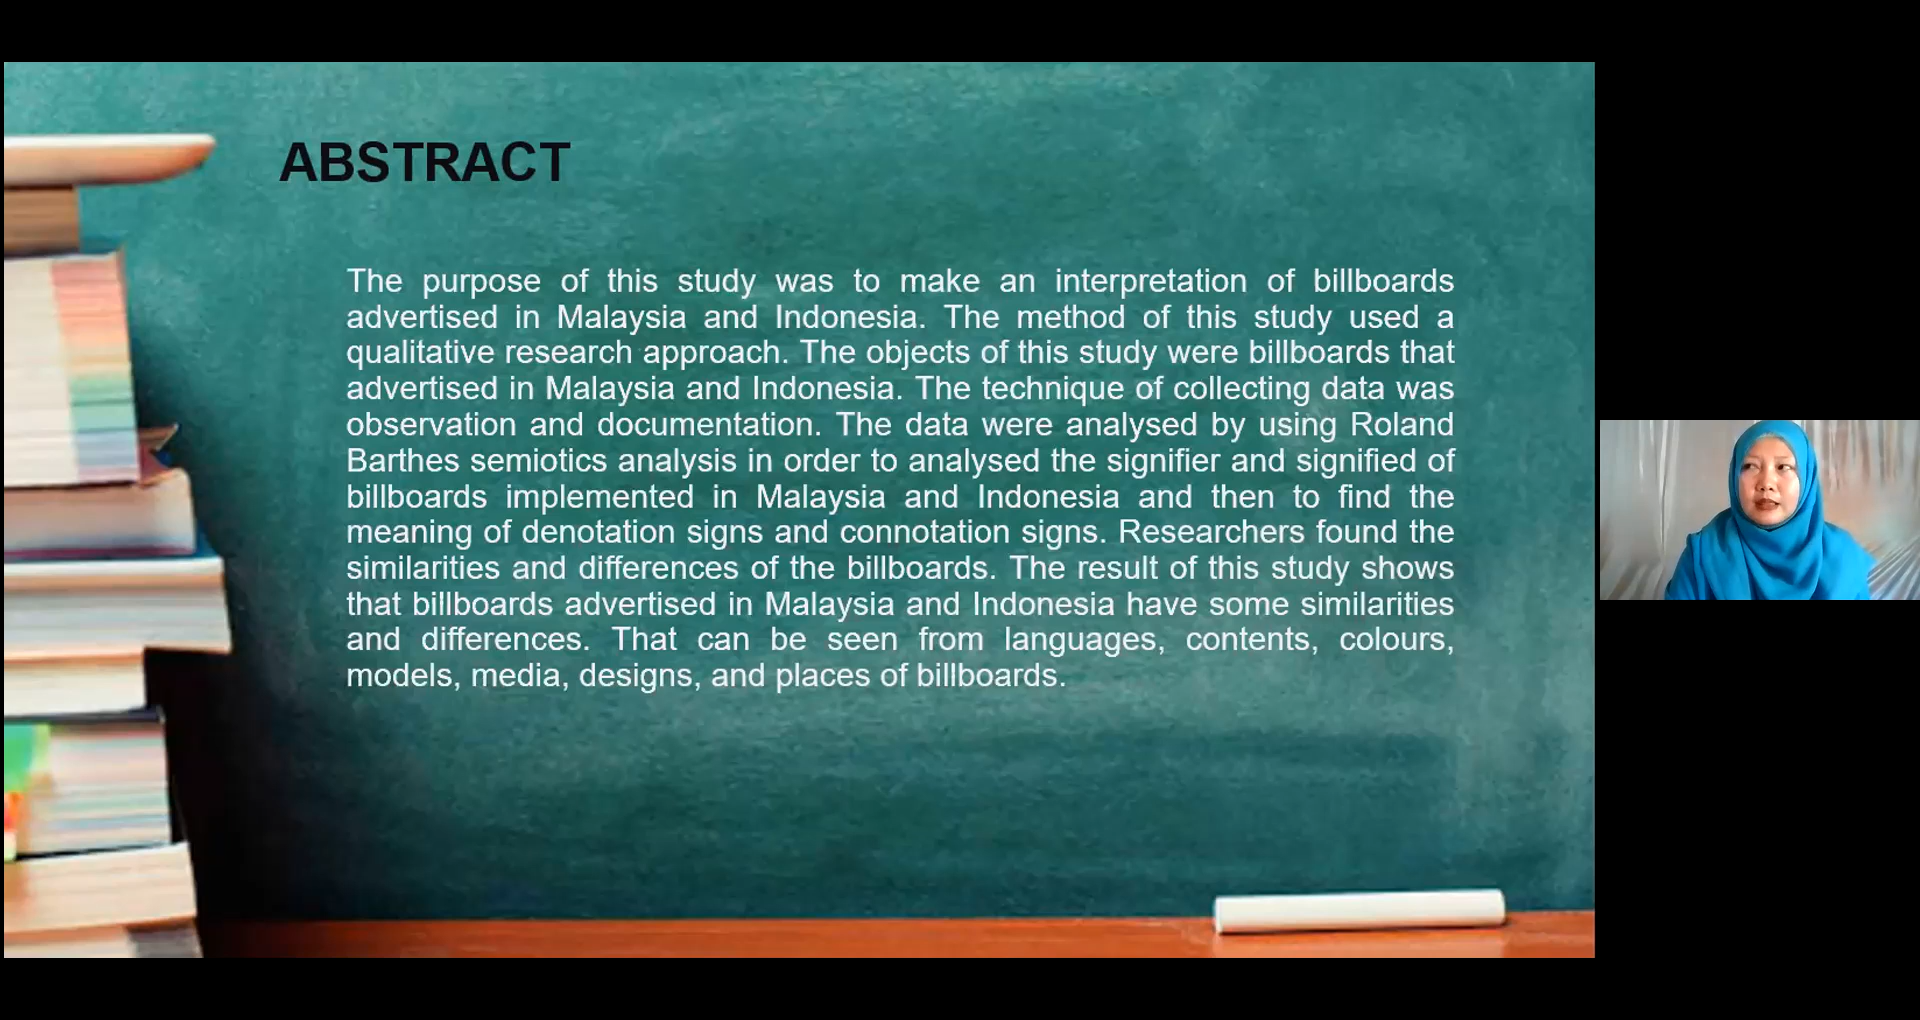 ABSTRACT
The purpose of this study was to make an interpretation of billboards
advertised in Malaysia and Indonesia. The method of this study used a
qualitative research approach. The objects of this study were billboards that
advertised in Malaysia and Indonesia. The technique of collecting data was
observation and documentation. The data were analysed by using Roland
Barthes semiotics analysis in order to analysed the signifier and signified of
billboards implemented in Malaysia and Indonesia and then to find the
meaning of denotation signs and connotation signs. Researchers found the
similarities and differences of the billboards. The result of this study shows
that billboards advertised in Malaysia and Indonesia have some similarities
and differences. That can be seen from languages, contents, colours,
models, media, designs, and places of billboards.